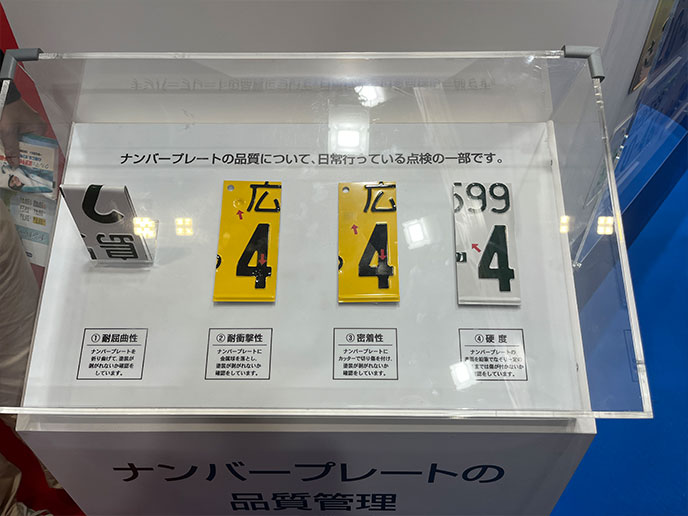 ナンバープレートの品質について、日常行っている点検の一部です。
広
4
広
4
599
4
①耐屈曲性
ナンバープレートを
折り曲げて、塗装が
剥がれないか確認を
しています。
②耐衝撃性
ナンバープレートに
金属球を落とし、
塗装が剥がれないか
確認をしています。
③密着性
ナンバープレートに
カッターで切り傷を付け、
塗装が剥がれないか
確認をしています。
④硬度
ナンバープレートの
確認をしています。
ナンバープレートの
品質管理